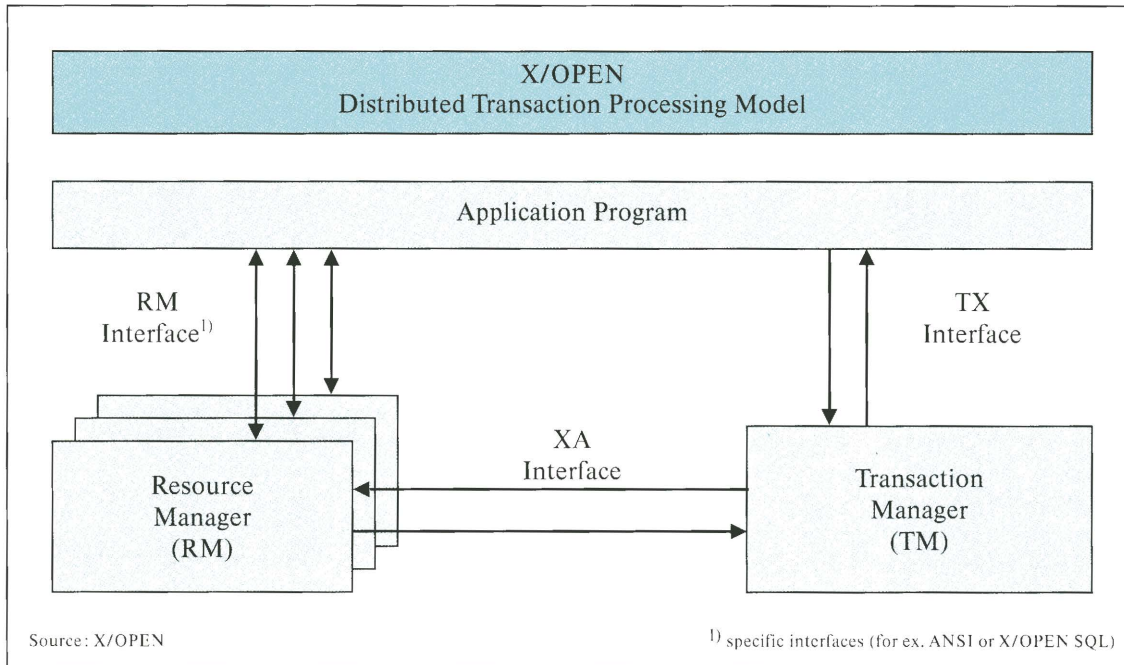 X/OPEN
Distributed Transaction Processing Model
Application Program
RM
Interface1)
TX
Interface
XA
Interface
Resource
Manager
(RM)
Transaction
Manager
(TM)
Source: X/OPEN
1) specific interfaces (for ex. ANSI or X/OPEN SQL)